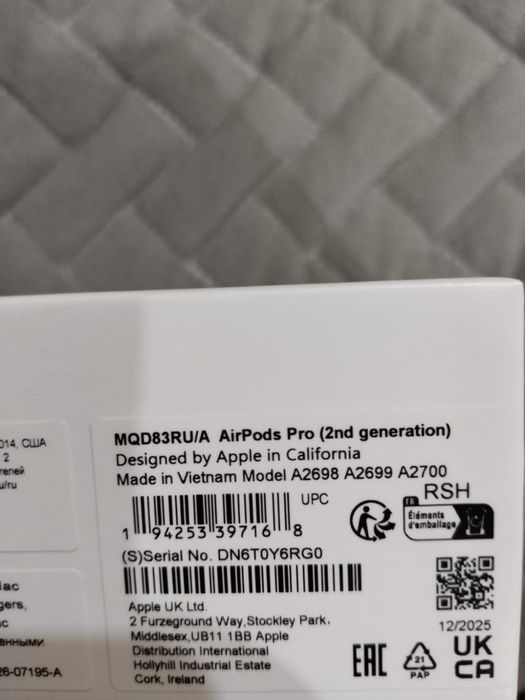 014, США
2
телей
u/ru
ac
gers,
c
ванными
26-07195-A
MQD83RU/A AirPods Pro (2nd generation)
Designed by Apple in California
Made in Vietnam Model A2698 A2699 A2700
UPC
RSH
1 94253 39716 8
FR
Éléments
d'emballage
(S)Serial No. DN6T0Y6RG0
Apple UK Ltd.
2 Furzeground Way,Stockley Park,
Middlesex,UB11 1BB Apple
Distribution International
Hollyhill Industrial Estate
Cork, Ireland
EAC
21
PAP
12/2025
UK
CA